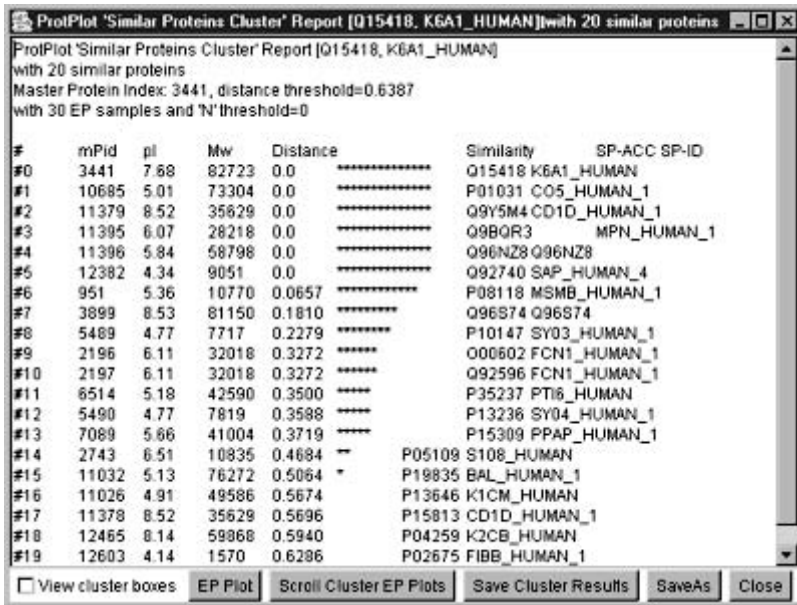 ProtPlot 'Similar Proteins Cluster' Report [Q15418, K6A1_HUMAN]|with 20 similar proteins
ProtPlot 'Similar Proteins Cluster' Report [Q15418, K6A1_HUMAN]
with 20 similar proteins
Master Protein Index: 3441, distance threshold=0.6387
with 30 EP samples and 'N' threshold=0
# mPid pI Mw Distance Similarity SP-ACC SP-ID
#0 3441 7.68 82723 0.0 *************** Q15418 K6A1_HUMAN
#1 10685 5.01 73304 0.0 *************** P01031 CO5_HUMAN_1
#2 11379 8.52 35629 0.0 *************** Q9Y5M4 CD1D_HUMAN_1
#3 11395 6.07 28218 0.0 *************** Q9BQR3 MPN_HUMAN_1
#4 11396 5.84 58798 0.0 *************** Q96NZ8 Q96NZ8
#5 12382 4.34 9051 0.0 *************** Q92740 SAP_HUMAN_4
#6 951 5.36 10770 0.0657 ************* P08118 MSMB_HUMAN_1
#7 3899 8.53 81150 0.1810 ********** Q96S74 Q96S74
#8 5489 4.77 7717 0.2279 ********* P10147 SY03_HUMAN_1
#9 2196 6.11 32018 0.3272 ******* O00602 FCN1_HUMAN_1
#10 2197 6.11 32018 0.3272 ******* Q92596 FCN1_HUMAN_1
#11 6514 5.18 42590 0.3500 ****** P35237 PTI6_HUMAN
#12 5490 4.77 7819 0.3588 ****** P13236 SY04_HUMAN_1
#13 7089 5.66 41004 0.3719 ****** P15309 PPAP_HUMAN_1
#14 2743 6.51 10835 0.4684 ** P05109 S108_HUMAN
#15 11032 5.13 76272 0.5064 * P19835 BAL_HUMAN_1
#16 11026 4.91 49586 0.5674 P13646 K1CM_HUMAN
#17 11378 8.52 35629 0.5696 P15813 CD1D_HUMAN_1
#18 12465 8.14 59868 0.5940 P04259 K2CB_HUMAN
#19 12603 4.14 1570 0.6286 P02675 FIBB_HUMAN_1
View cluster boxes EP Plot Scroll Cluster EP Plots Save Cluster Results SaveAs Close